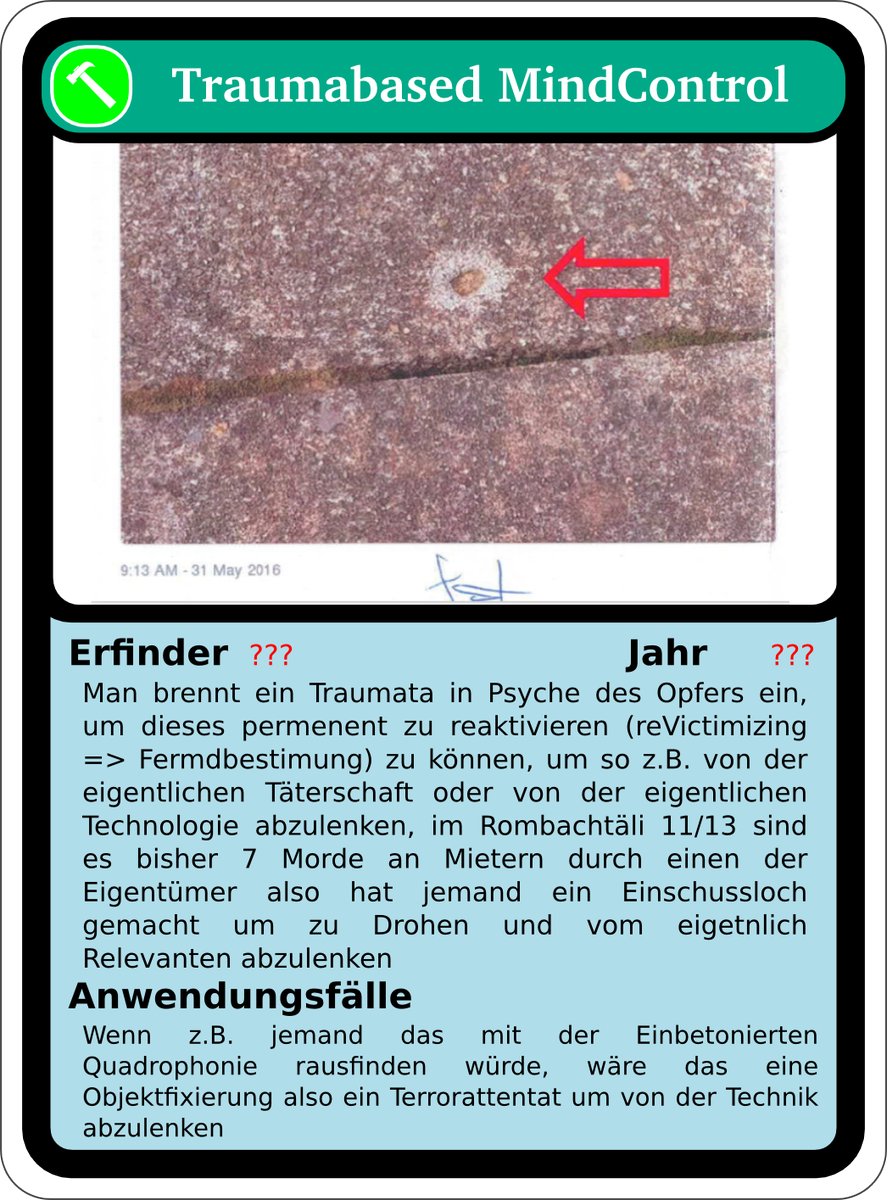 Traumabased MindControl
9:13 AM - 31 May 2016
Erfinder ??? Jahr ???
Man brennt ein Traumata in Psyche des Opfers ein,
um dieses permenent zu reaktivieren (reVictimizing
=> Fermdbestimung) zu können, um so z.B. von der
eigentlichen Täterschaft oder von der eigentlichen
Technologie abzulenken, im Rombachtäli 11/13 sind
es bisher 7 Morde an Mietern durch einen der
Eigentümer also hat jemand ein Einschussloch
gemacht um zu Drohen und vom eigetnlich
Relevanten abzulenken
Anwendungsfälle
Wenn z.B. jemand das mit der Einbetonierten
Quadrophonie rausfinden würde, wäre das eine
Objektfixierung also ein Terrorattentat um von der Technik
abzulenken